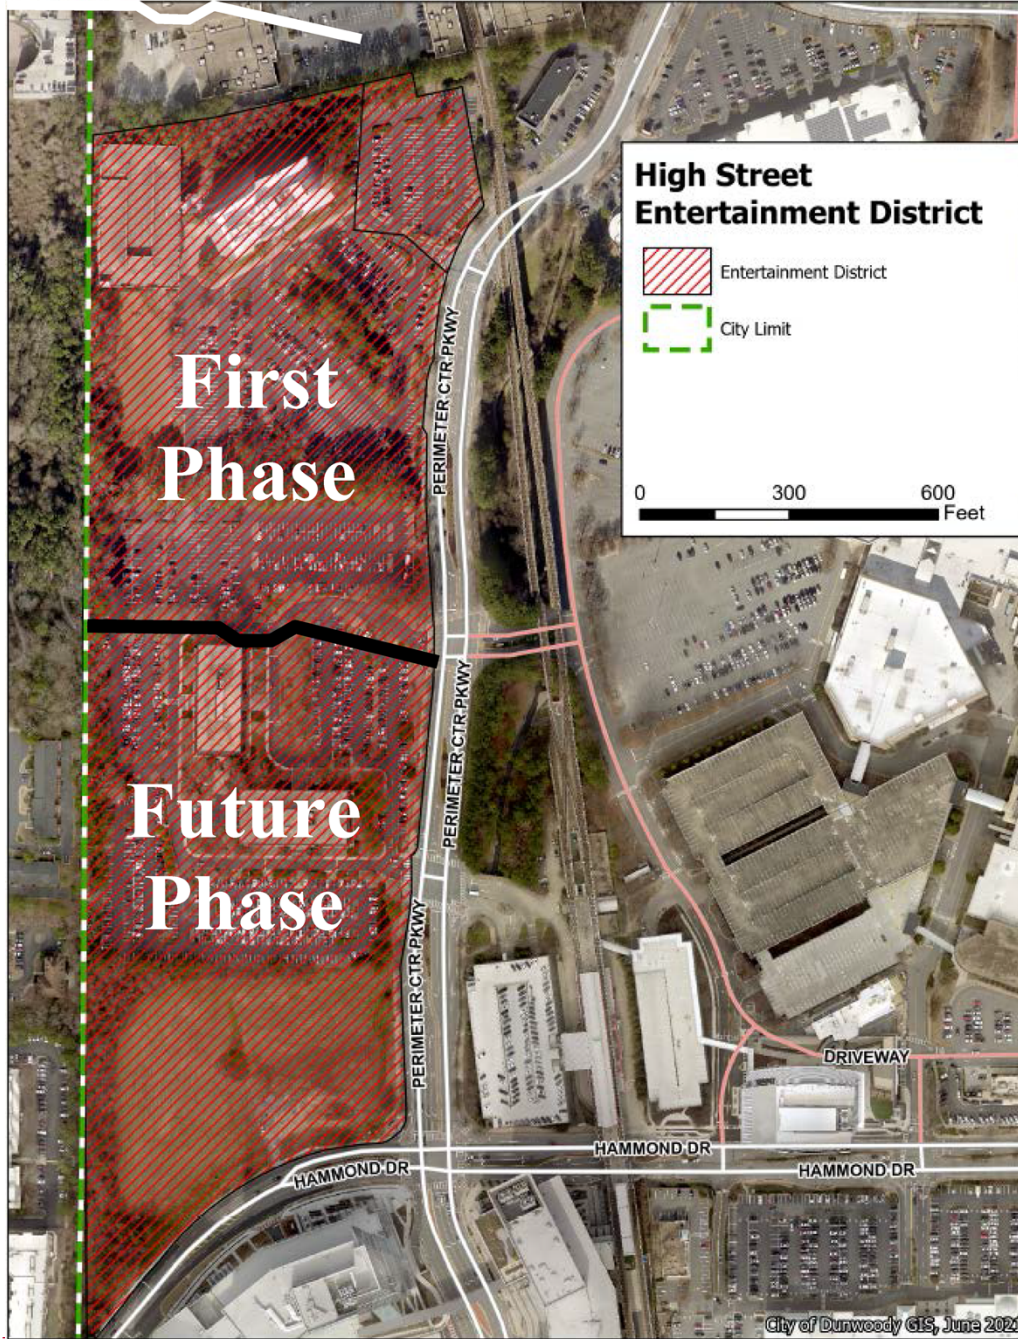 High Street
Entertainment District
Entertainment District
City Limit
0 300 600
Feet
First
Phase
Future
Phase
PERIMETER CTR PKWY
PERIMETER CTR PKWY
PERIMETER CTR PKWY
DRIVEWAY
HAMMOND DR
HAMMOND DR
HAMMOND DR
City of Dunwoody GIS, June 202